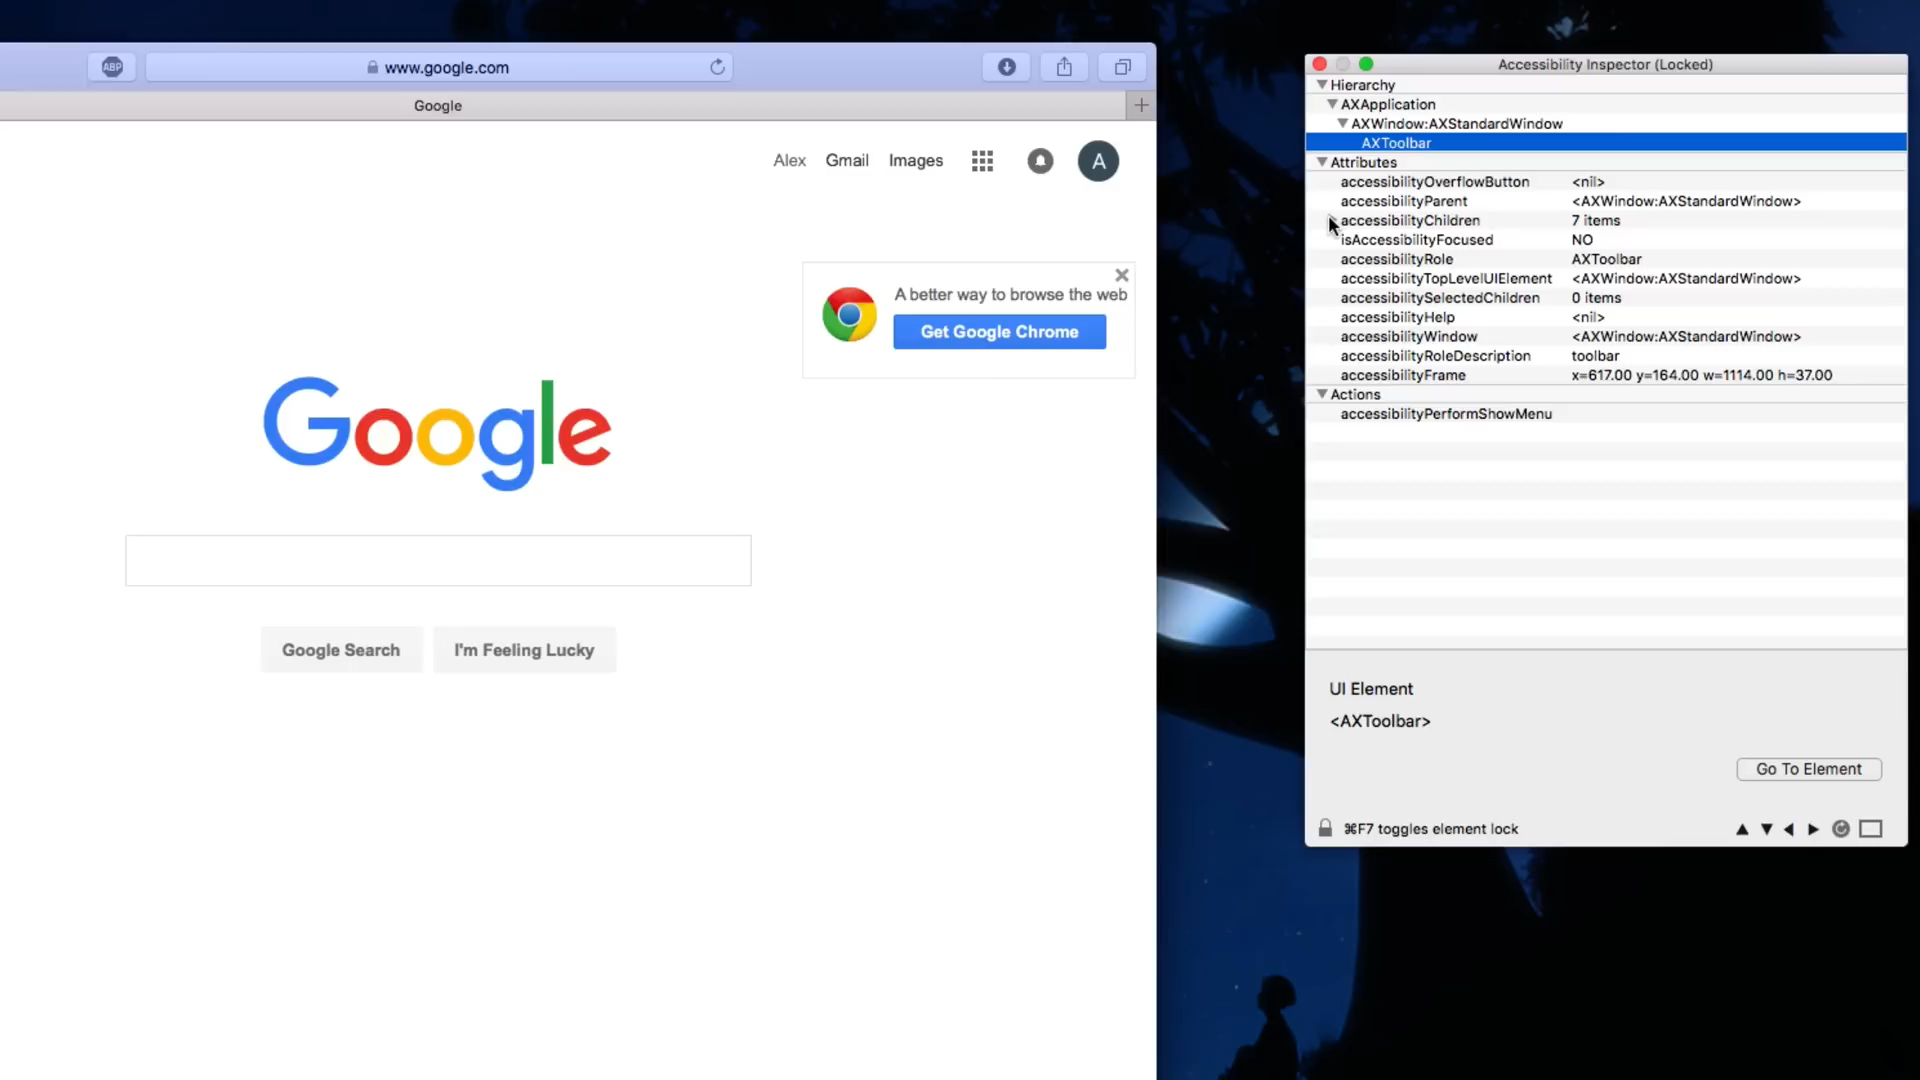 ABP
www.google.com
Google
Alex Gmail Images A
A better way to browse the web
Get Google Chrome
Google
Google Search I'm Feeling Lucky
Accessibility Inspector (Locked)
Hierarchy
AXApplication
AXWindow:AXStandardWindow
AXToolbar
Attributes
accessibilityOverflowButton <nil>
accessibilityParent <AXWindow:AXStandardWindow>
accessibilityChildren 7 items
isAccessibilityFocused NO
accessibilityRole AXToolbar
accessibilityTopLevelUIElement <AXWindow:AXStandardWindow>
accessibilitySelectedChildren 0 items
accessibilityHelp <nil>
accessibilityWindow <AXWindow:AXStandardWindow>
accessibilityRoleDescription toolbar
accessibilityFrame x=617.00 y=164.00 w=1114.00 h=37.00
Actions
accessibilityPerformShowMenu
UI Element
<AXToolbar>
Go To Element
⌘F7 toggles element lock